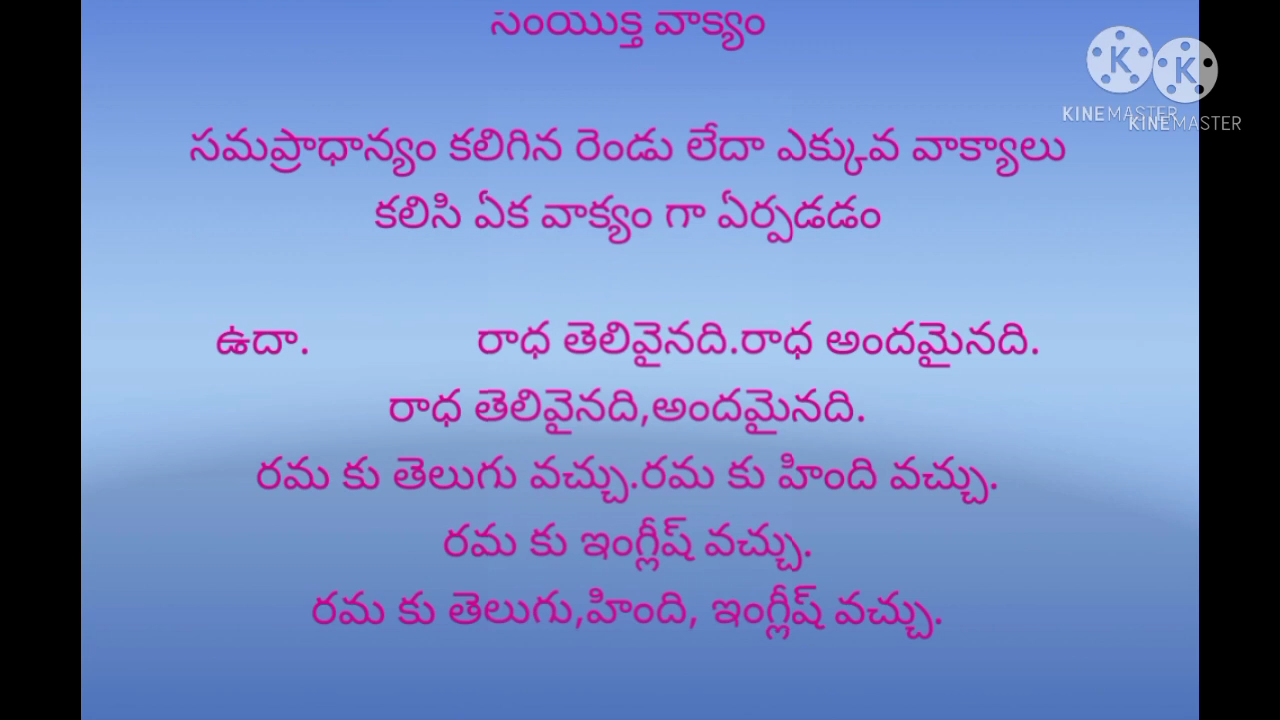 సంయుక్త వాక్యం
KINEMASTER
KINEMASTER
సమప్రాధాన్యం కలిగిన రెండు లేదా ఎక్కువ వాక్యాలు
కలిసి ఏక వాక్యం గా ఏర్పడడం
ఉదా. రాధ తెలివైనది.రాధ అందమైనది.
రాధ తెలివైనది,అందమైనది.
రమ కు తెలుగు వచ్చు.రమ కు హింది వచ్చు.
రమ కు ఇంగ్లీష్ వచ్చు.
రమ కు తెలుగు,హింది, ఇంగ్లీష్ వచ్చు.